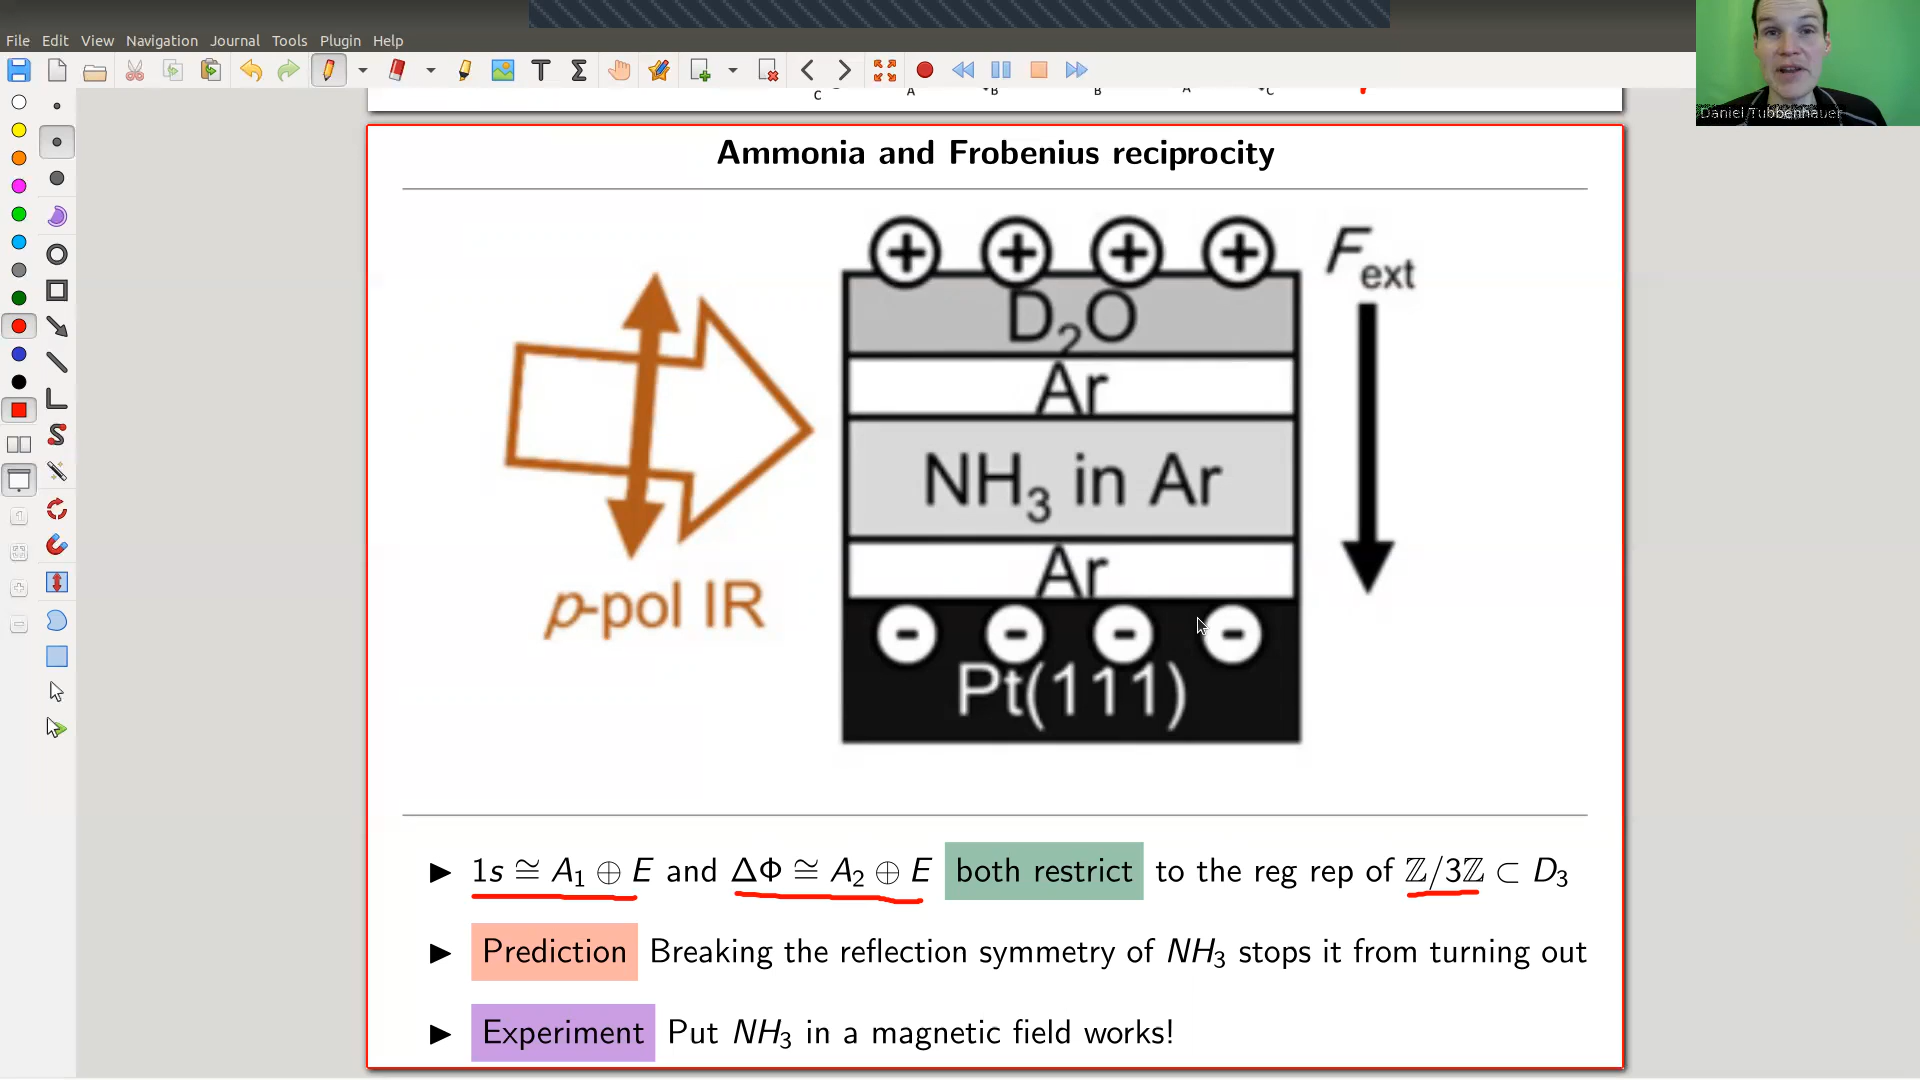 File Edit View Navigation Journal Tools Plugin Help
Daniel Tubbenhauer
C A B B A C
Ammonia and Frobenius reciprocity
+ + + +
F_ext
D₂O
Ar
NH₃ in Ar
Ar
p-pol IR
- - - -
Pt(111)
▶ 1s ≅ A₁ ⊕ E and ΔΦ ≅ A₂ ⊕ E both restrict to the reg rep of ℤ/3ℤ ⊂ D₃
▶ Prediction Breaking the reflection symmetry of NH₃ stops it from turning out
▶ Experiment Put NH₃ in a magnetic field works!